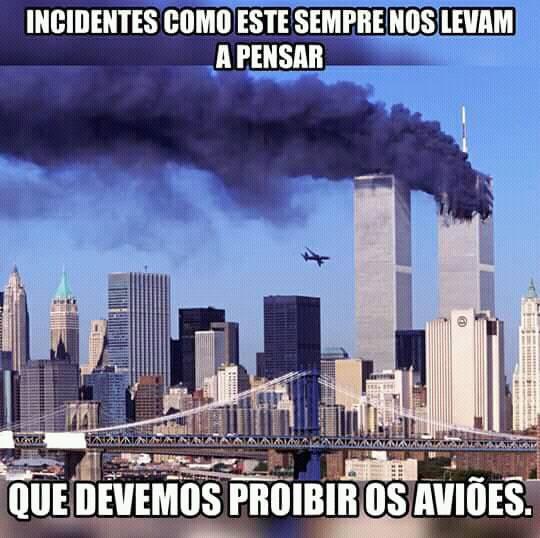 INCIDENTES COMO ESTE SEMPRE NOS LEVAM
A PENSAR
QUE DEVEMOS PROIBIR OS AVIÕES.